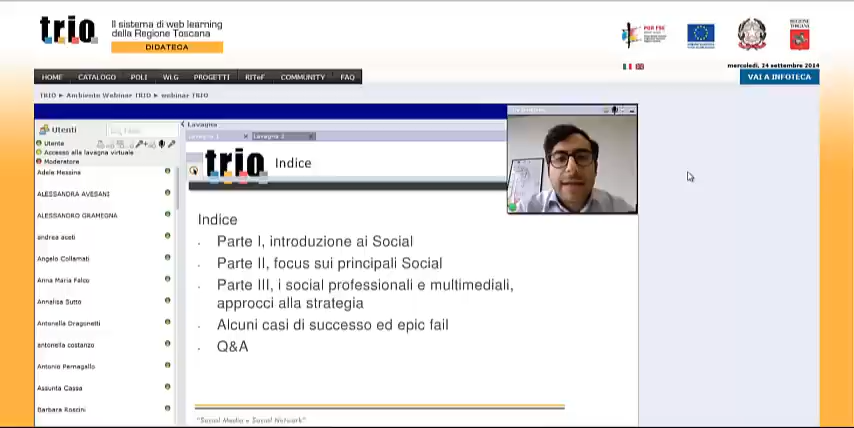 trio
Il sistema di web learning
della Regione Toscana
DIDATECA
POR FSE
REGIONE
TOSCANA
mercoledì, 24 settembre 2014
HOME CATALOGO POLI WLG PROGETTI RITeF COMMUNITY FAQ
VAI A INFOTECA
TRIO ► Ambiente Webinar TRIO ► webinar TRIO
Utenti
Lavagna
Utente
Lavagna 1 × Lavagna 2 ×
Accesso alla lavagna virtuale
Moderatore
trio Indice
Adele Messina
ALESSANDRA AVESANI
ALESSANDRO GRAMEGNA
andrea aceti
Angelo Collamati
Anna Maria Falco
Annalisa Sutto
Antonella Dragonetti
antonella costanzo
Antonio Pernagallo
Assunta Cassa
Barbara Roscini
Indice
• Parte I, introduzione ai Social
• Parte II, focus sui principali Social
• Parte III, i social professionali e multimediali,
approcci alla strategia
• Alcuni casi di successo ed epic fail
• Q&A
"Social Media e Social Network"